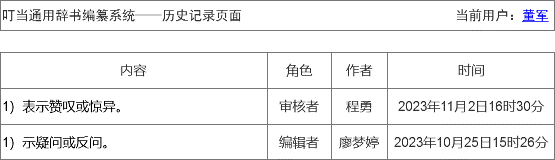 叮当通用辞书编纂系统——历史记录页面 当前用户：董军
内容 角色 作者 时间
1）表示赞叹或惊异。 审核者 程勇 2023年11月2日16时30分
1）示疑问或反问。 编辑者 廖梦婷 2023年10月25日15时26分